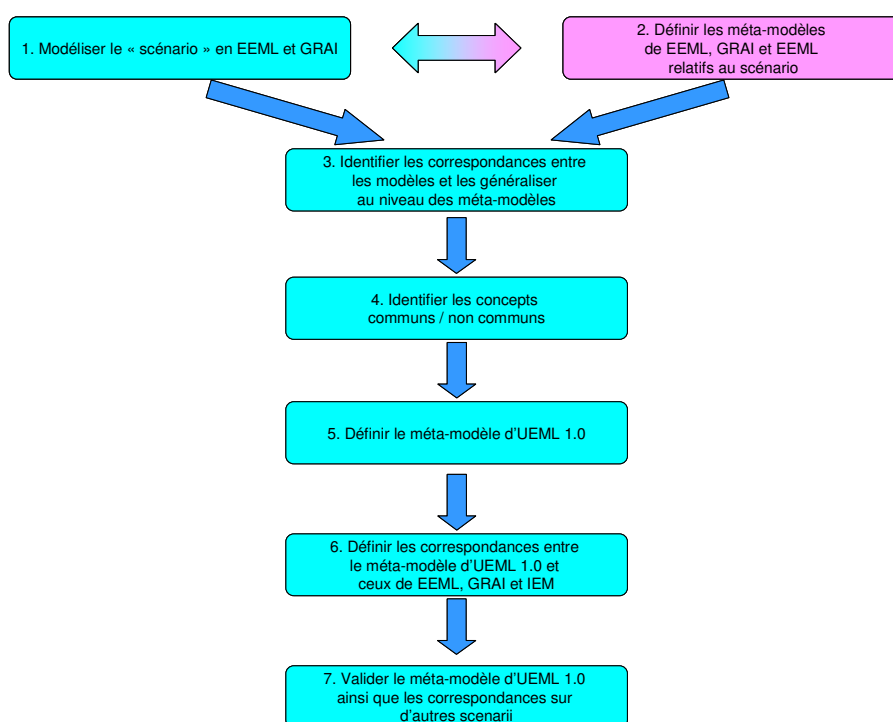 1. Modéliser le « scénario » en EEML et GRAI
2. Définir les méta-modèles
de EEML, GRAI et EEML
relatifs au scénario
3. Identifier les correspondances entre
les modèles et les généraliser
au niveau des méta-modèles
4. Identifier les concepts
communs / non communs
5. Définir le méta-modèle d'UEML 1.0
6. Définir les correspondances entre
le méta-modèle d'UEML 1.0 et
ceux de EEML, GRAI et IEM
7. Valider le méta-modèle d'UEML 1.0
ainsi que les correspondances sur
d'autres scenarii